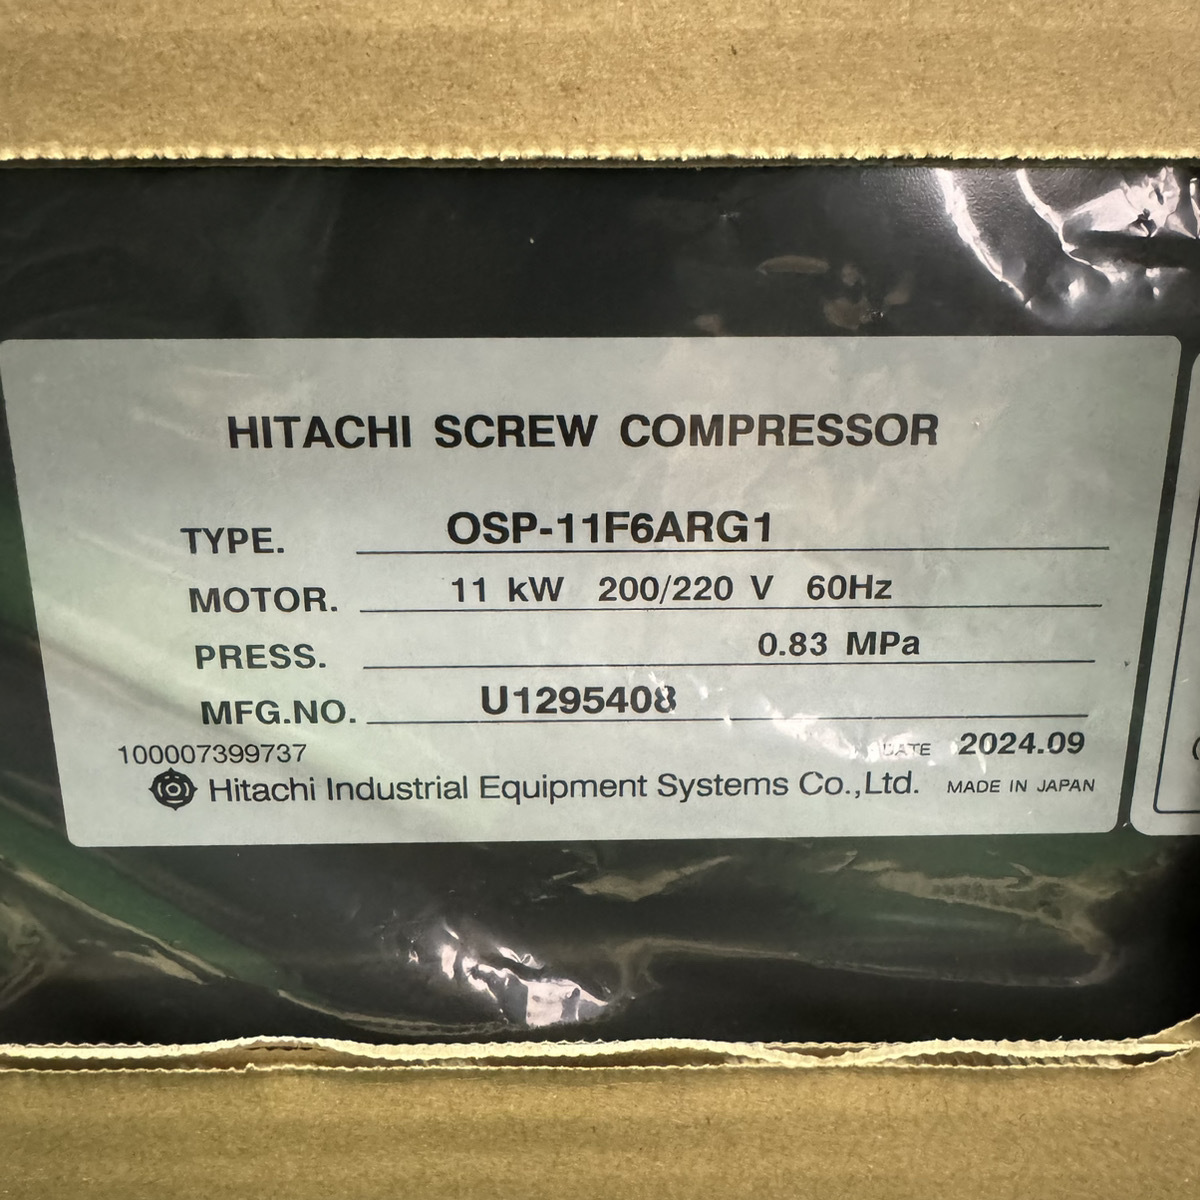 HITACHI SCREW COMPRESSOR
TYPE. OSP-11F6ARG1
MOTOR. 11 kW 200/220 V 60Hz
PRESS. 0.83 MPa
MFG.NO. U1295408
100007399737 DATE 2024.09
Hitachi Industrial Equipment Systems Co.,Ltd. MADE IN JAPAN